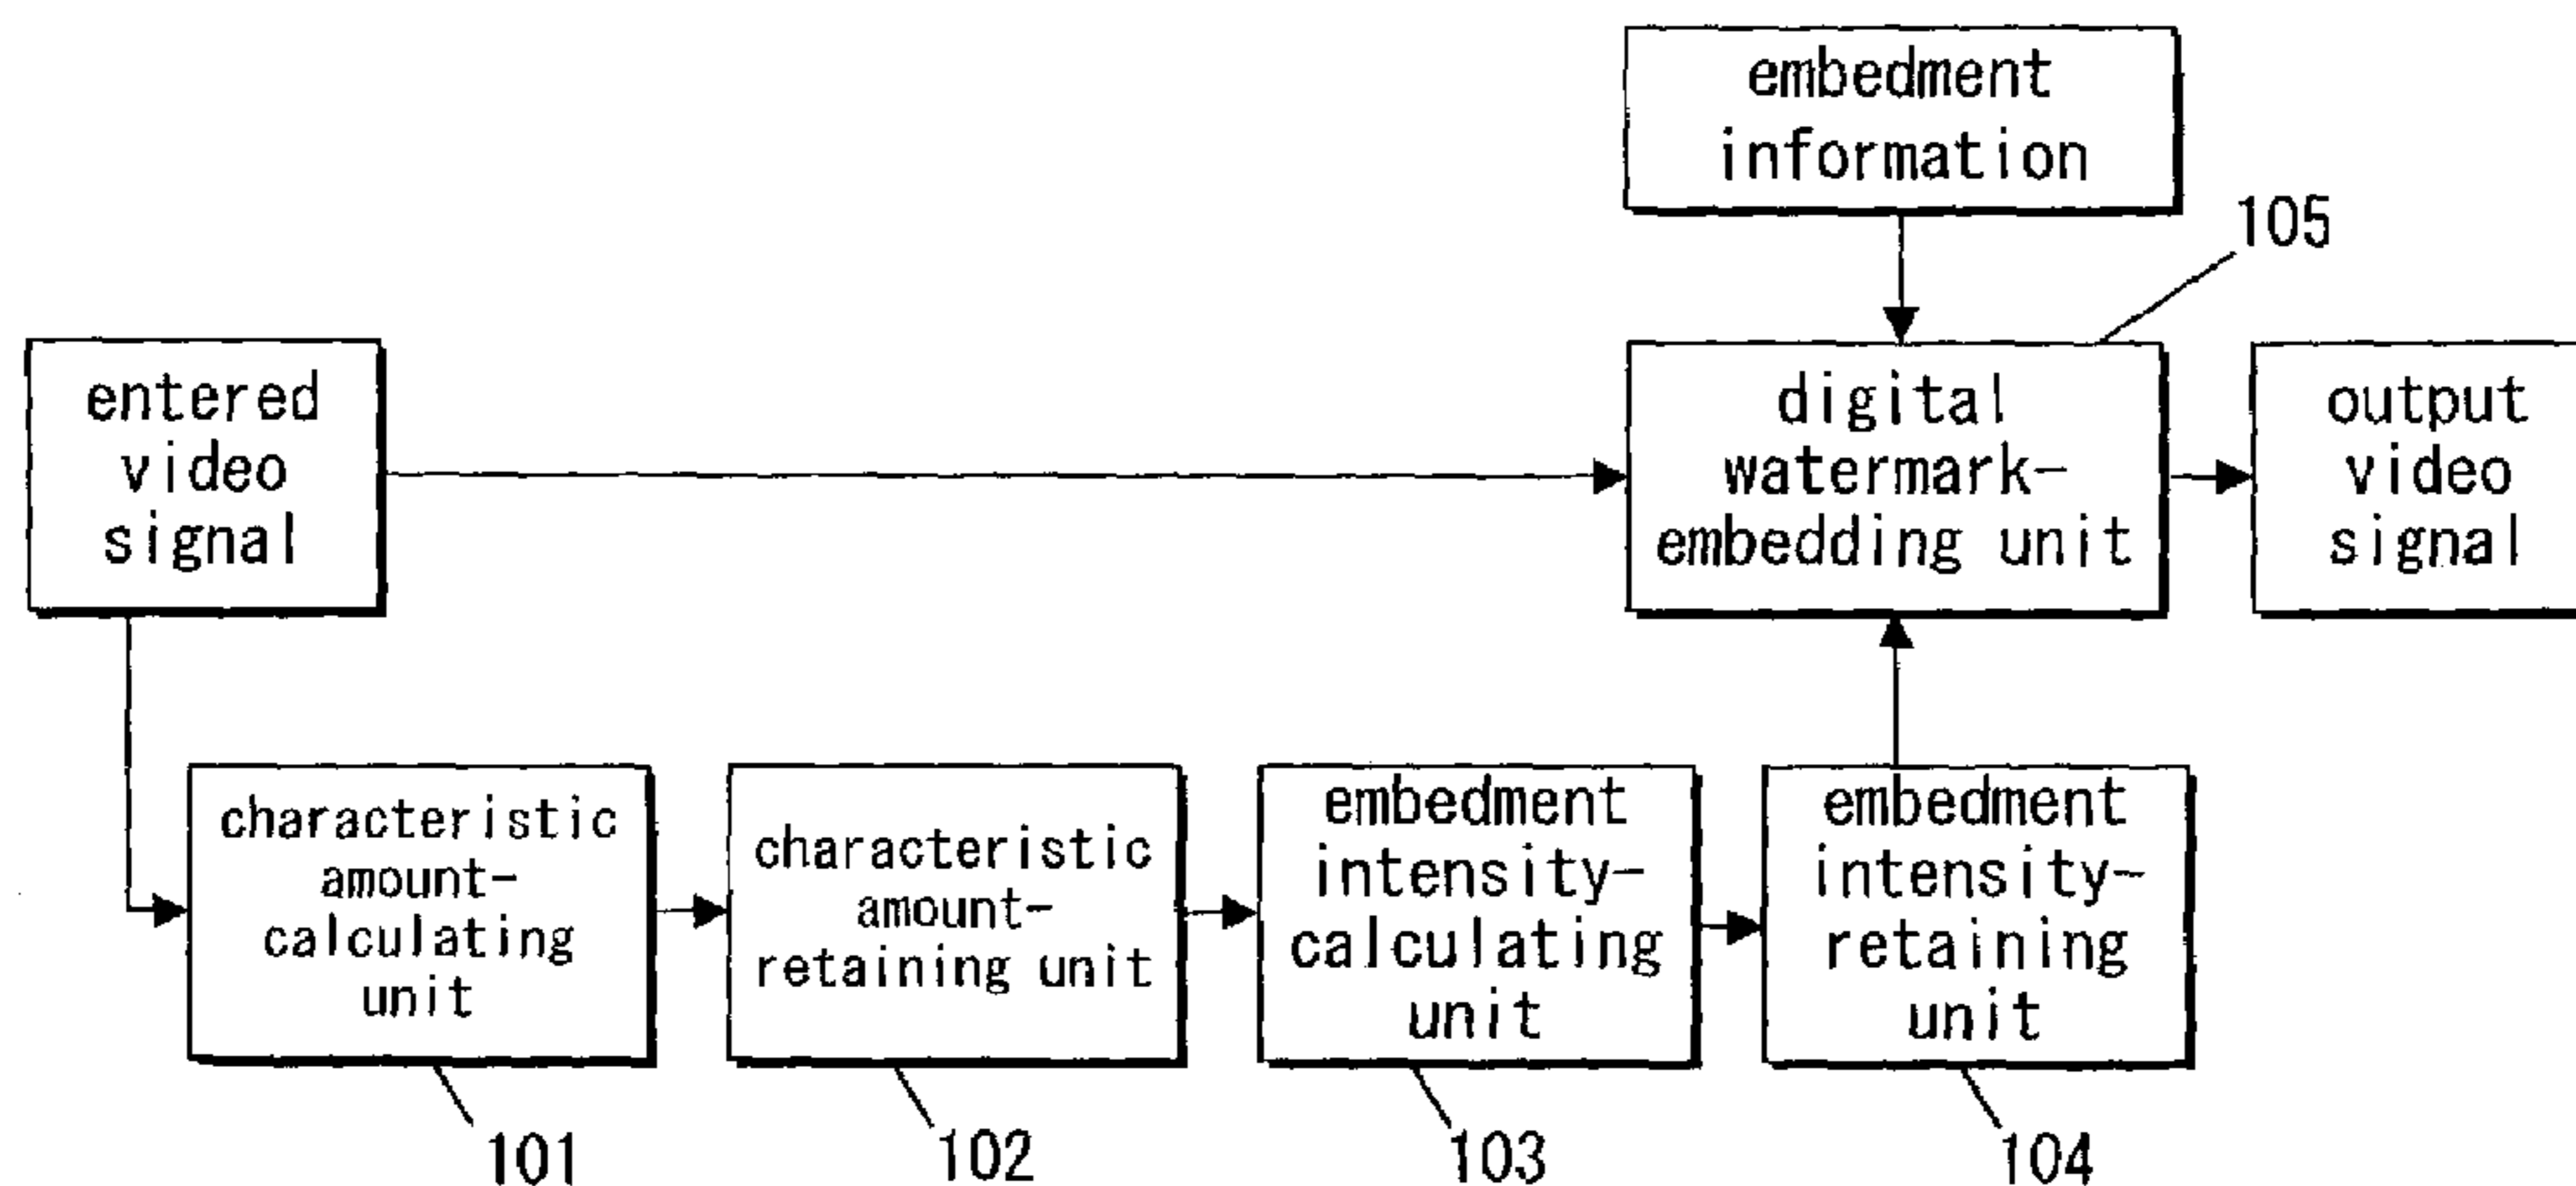 embedment
information
105
entered
video
signal
digital
watermark-
embedding unit
output
video
signal
characteristic
amount-
calculating
unit
characteristic
amount-
retaining unit
embedment
intensity-
calculating
unit
embedment
intensity-
retaining
unit
101
102
103
104